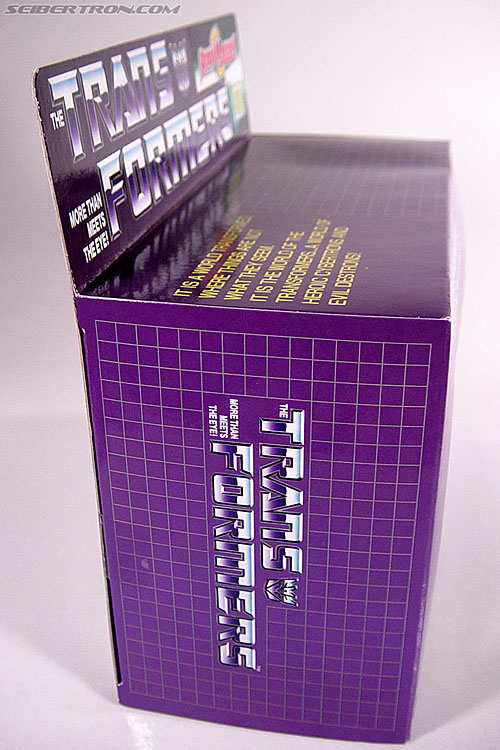 SEIBERTRON.COM
THE
TRANS
FORMERS
MORE THAN
MEETS
THE EYE!
IT IS A WORLD TRANSFORMED
WHERE THINGS ARE NOT
WHAT THEY SEEM.
IT IS THE WORLD OF THE
TRANSFORMERS...A WORLD OF
HEROIC CYBERTRONS AND
EVIL DESTRONS!
THE
TRANS
MORE THAN
MEETS
THE EYE!
FORMERS